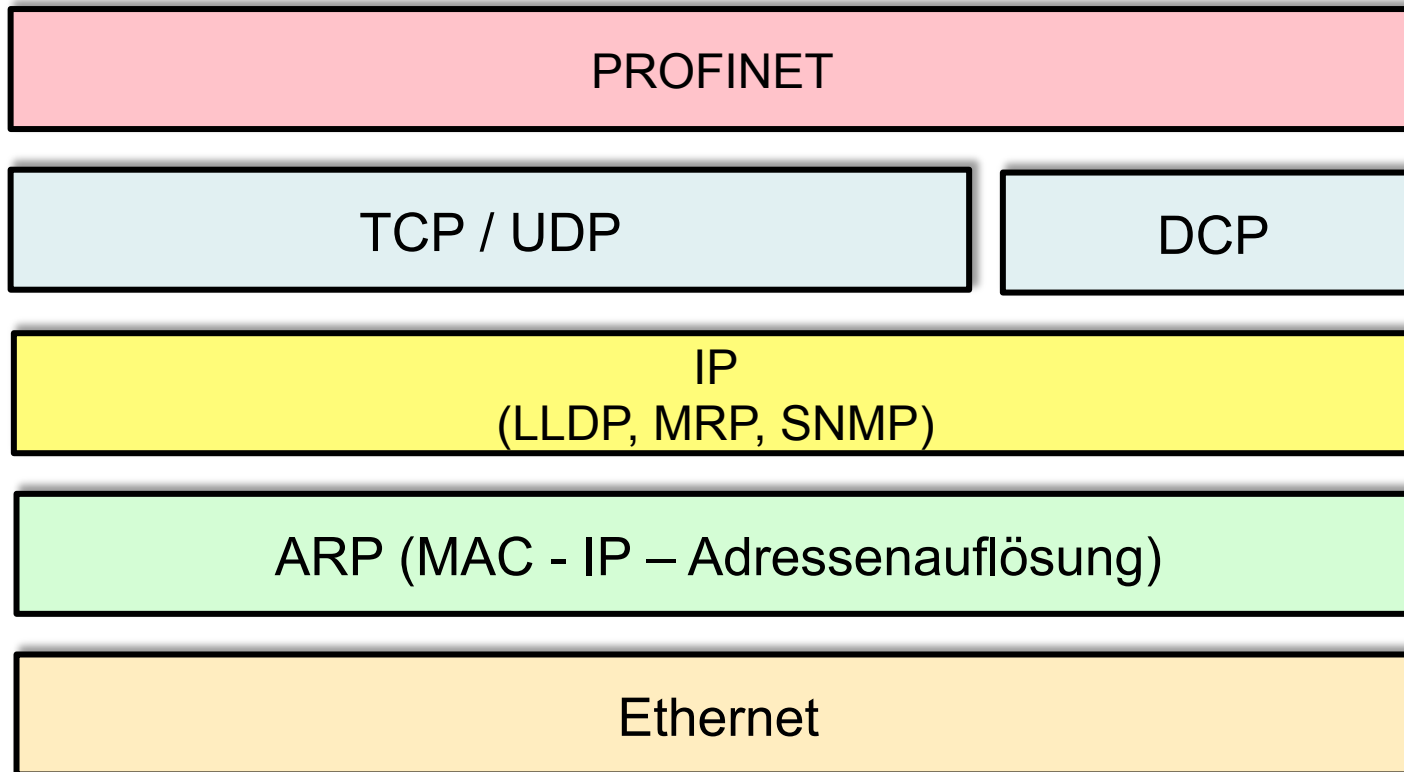 PROFINET
TCP / UDP
DCP
IP
(LLDP, MRP, SNMP)
ARP (MAC - IP – Adressenauflösung)
Ethernet